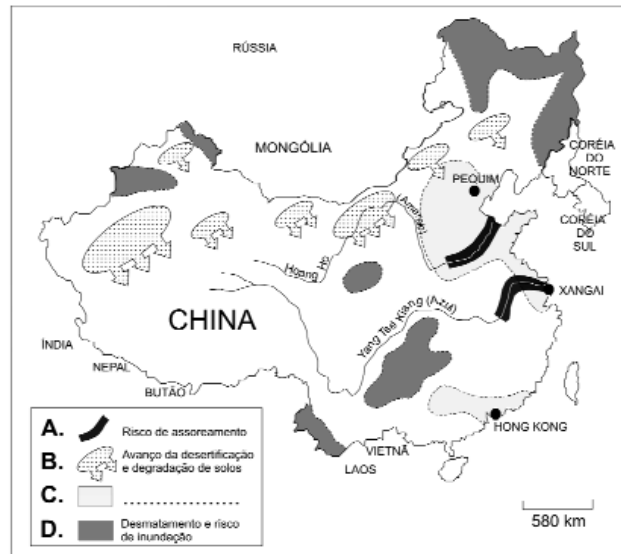 RÚSSIA
MONGÓLIA
CORÉIA
DO
NORTE
PEQUIM
CORÉIA
DO
SUL
(Amarelo)
Hoang Ho
XANGAI
CHINA
Yang Tse Kiang (Azul)
ÍNDIA
NEPAL
BUTÃO
HONG KONG
VIETNÃ
LAOS
A. Risco de assoreamento
B. Avanço da desertificação
e degradação de solos
C. ........................
D. Desmatamento e risco
de inundação
580 km